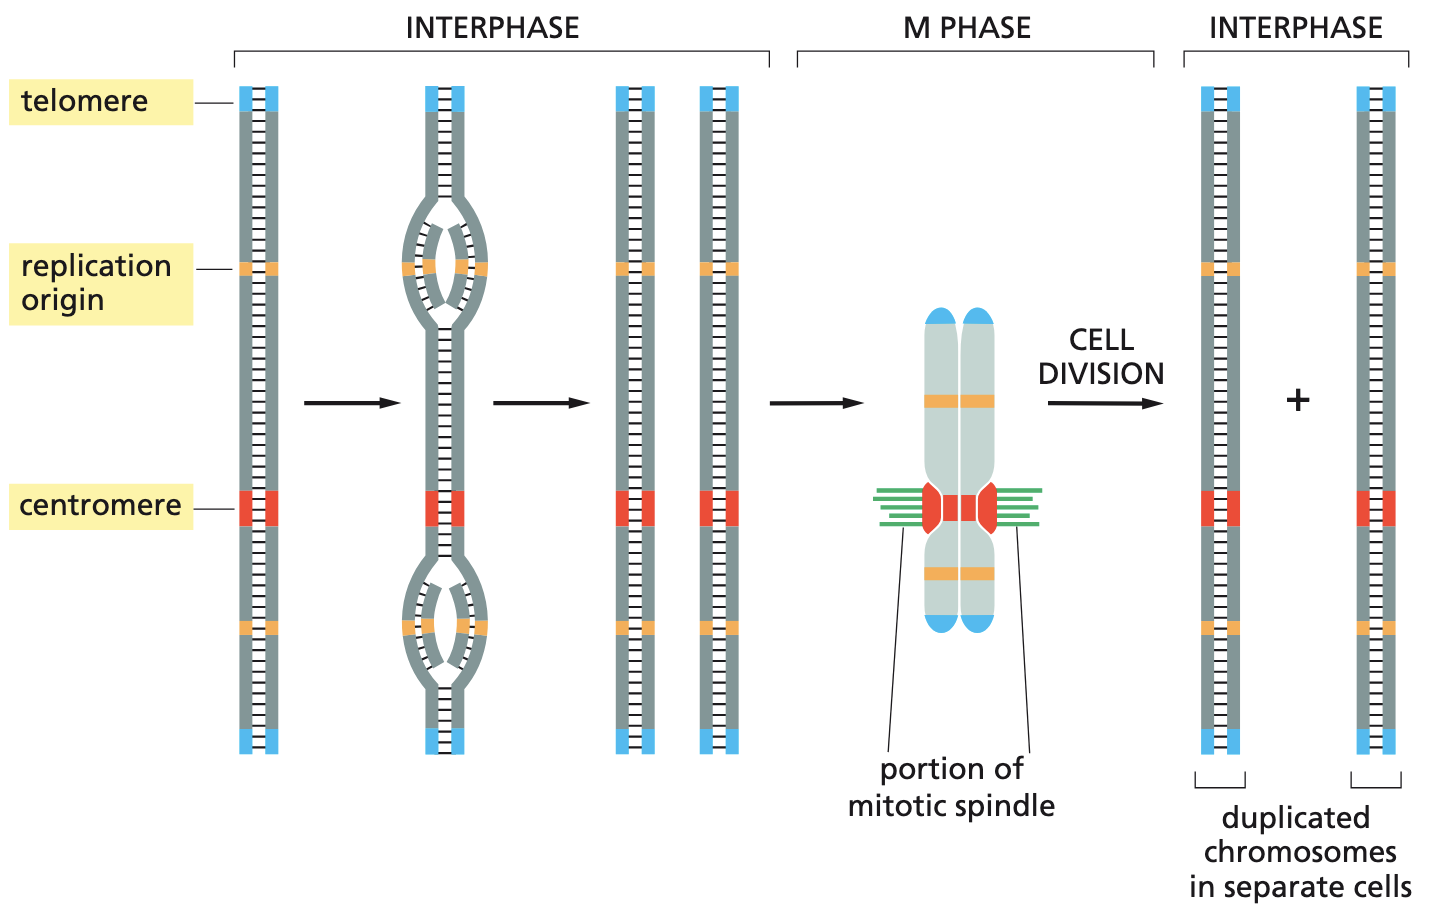 INTERPHASE
M PHASE
INTERPHASE
telomere
replication
origin
centromere
CELL
DIVISION
+
portion of
mitotic spindle
duplicated
chromosomes
in separate cells